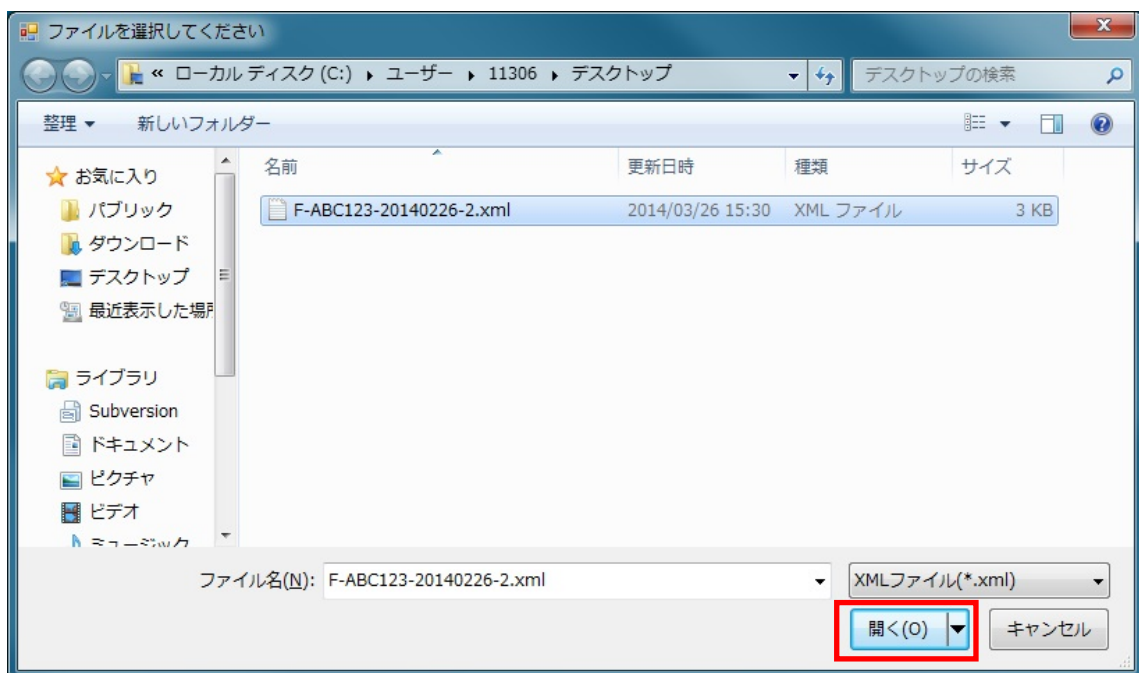 ファイルを選択してください
« ローカル ディスク (C:) ▸ ユーザー ▸ 11306 ▸ デスクトップ
デスクトップの検索
整理 新しいフォルダー
名前 更新日時 種類 サイズ
F-ABC123-20140226-2.xml 2014/03/26 15:30 XML ファイル 3 KB
お気に入り
パブリック
ダウンロード
デスクトップ
最近表示した場所
ライブラリ
Subversion
ドキュメント
ピクチャ
ビデオ
ミュージック
ファイル名(N): F-ABC123-20140226-2.xml XMLファイル(*.xml)
開く(O) キャンセル